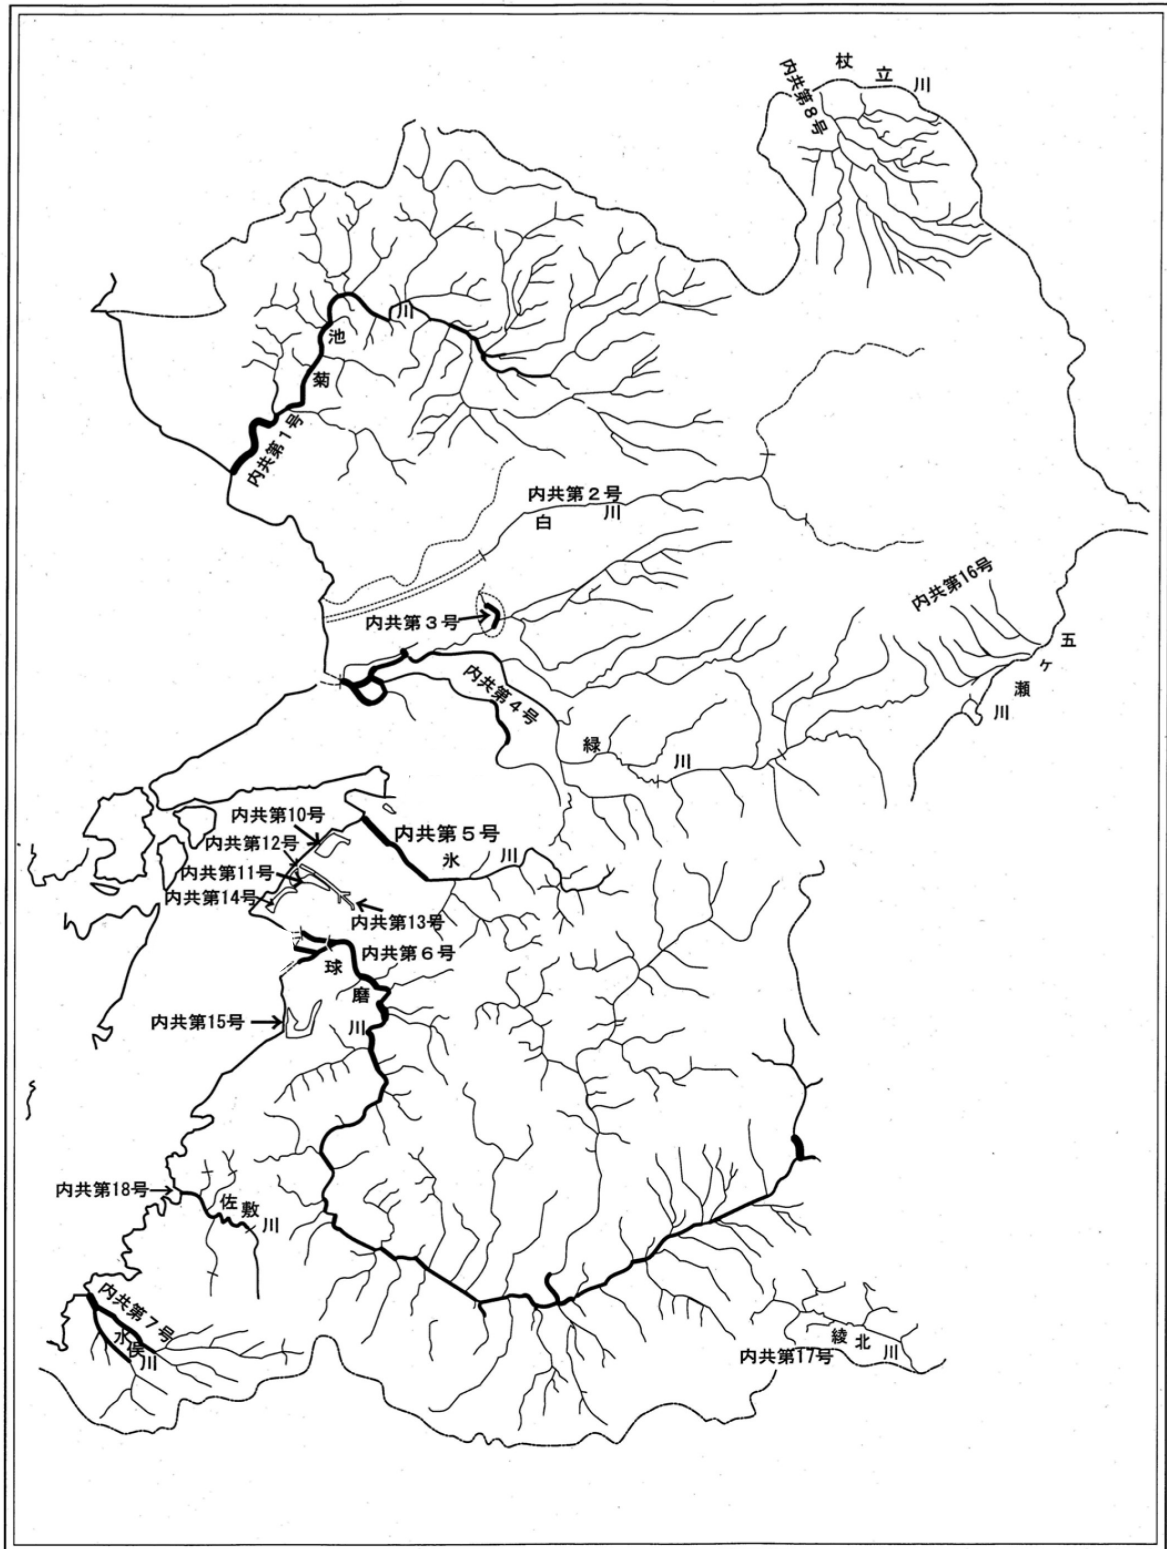 杖立川
内共第８号
菊池川
内共第１号
内共第２号
白川
内共第３号
内共第16号
五ヶ瀬川
内共第４号
緑川
内共第10号
内共第５号
氷川
内共第12号
内共第11号
内共第14号
内共第13号
内共第６号
球磨川
内共第15号
内共第18号
佐敷川
内共第７号
水俣川
綾北川
内共第17号